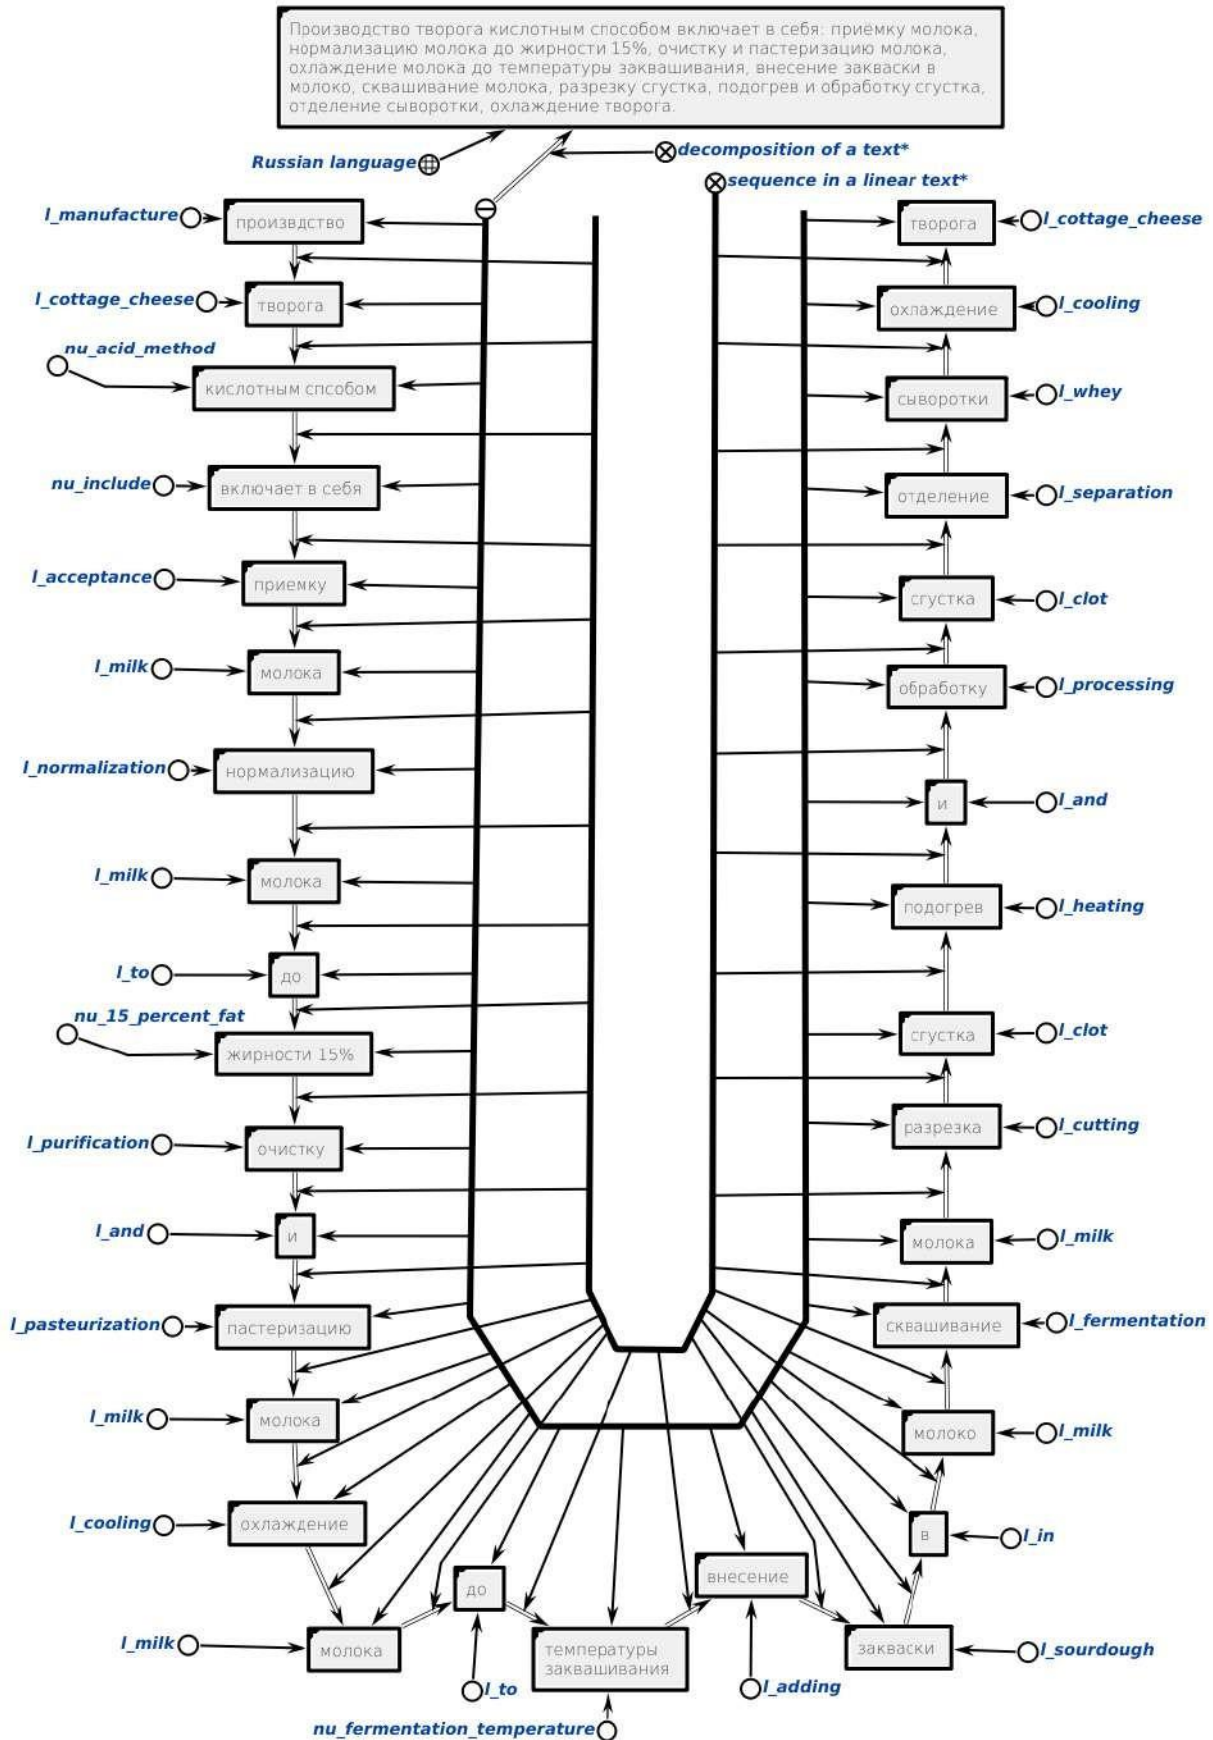 Производство творога кислотным способом включает в себя: приёмку молока,
нормализацию молока до жирности 15%, очистку и пастеризацию молока,
охлаждение молока до температуры заквашивания, внесение закваски в
молоко, сквашивание молока, разрезку сгустка, подогрев и обработку сгустка,
отделение сыворотки, охлаждение творога.
Russian language
decomposition of a text*
sequence in a linear text*
l_manufacture
произвдство
l_cottage_cheese
творога
nu_acid_method
кислотным спсобом
nu_include
включает в себя
l_acceptance
приемку
l_milk
молока
l_normalization
нормализацию
l_milk
молока
l_to
до
nu_15_percent_fat
жирности 15%
l_purification
очистку
l_and
и
l_pasteurization
пастеризацию
l_milk
молока
l_cooling
охлаждение
l_milk
молока
до
l_to
температуры
заквашивания
nu_fermentation_temperature
внесение
l_adding
закваски
l_sourdough
в
l_in
молоко
l_milk
сквашивание
l_fermentation
молока
l_milk
разрезка
l_cutting
сгустка
l_clot
подогрев
l_heating
и
l_and
обработку
l_processing
сгустка
l_clot
отделение
l_separation
сыворотки
l_whey
охлаждение
l_cooling
творога
l_cottage_cheese